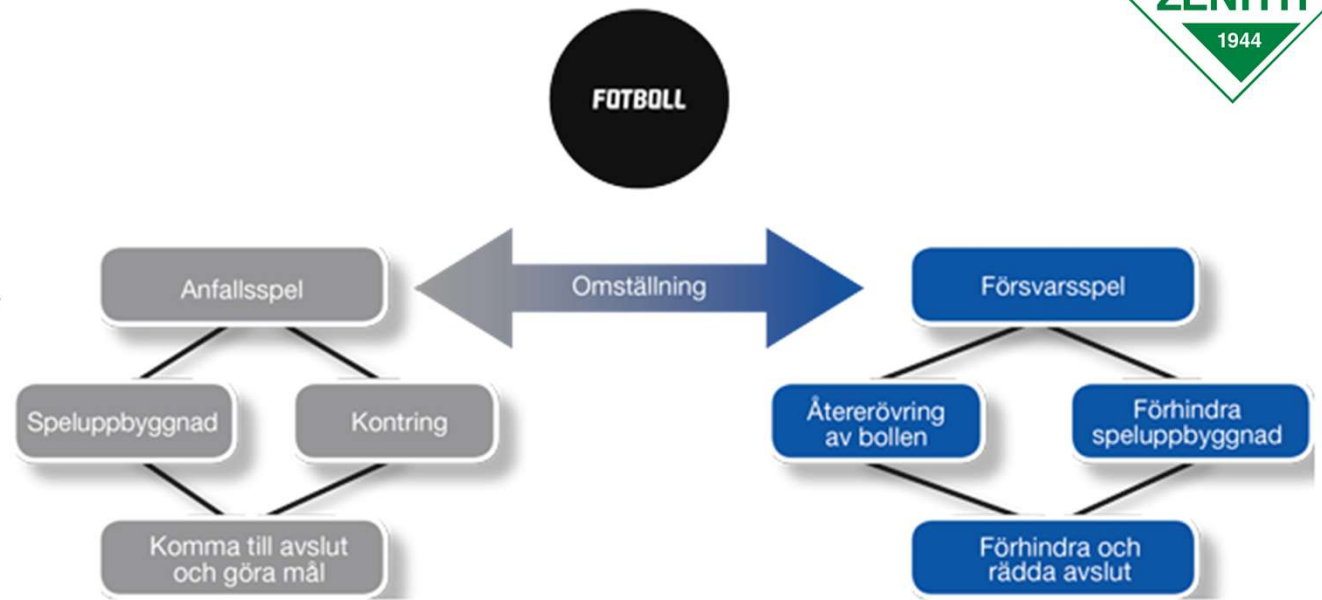 ZENITH
1944
FOTBOLL
Anfallsspel
Omställning
Försvarsspel
Speluppbyggnad
Kontring
Återerövring
av bollen
Förhindra
speluppbyggnad
Komma till avslut
och göra mål
Förhindra och
rädda avslut